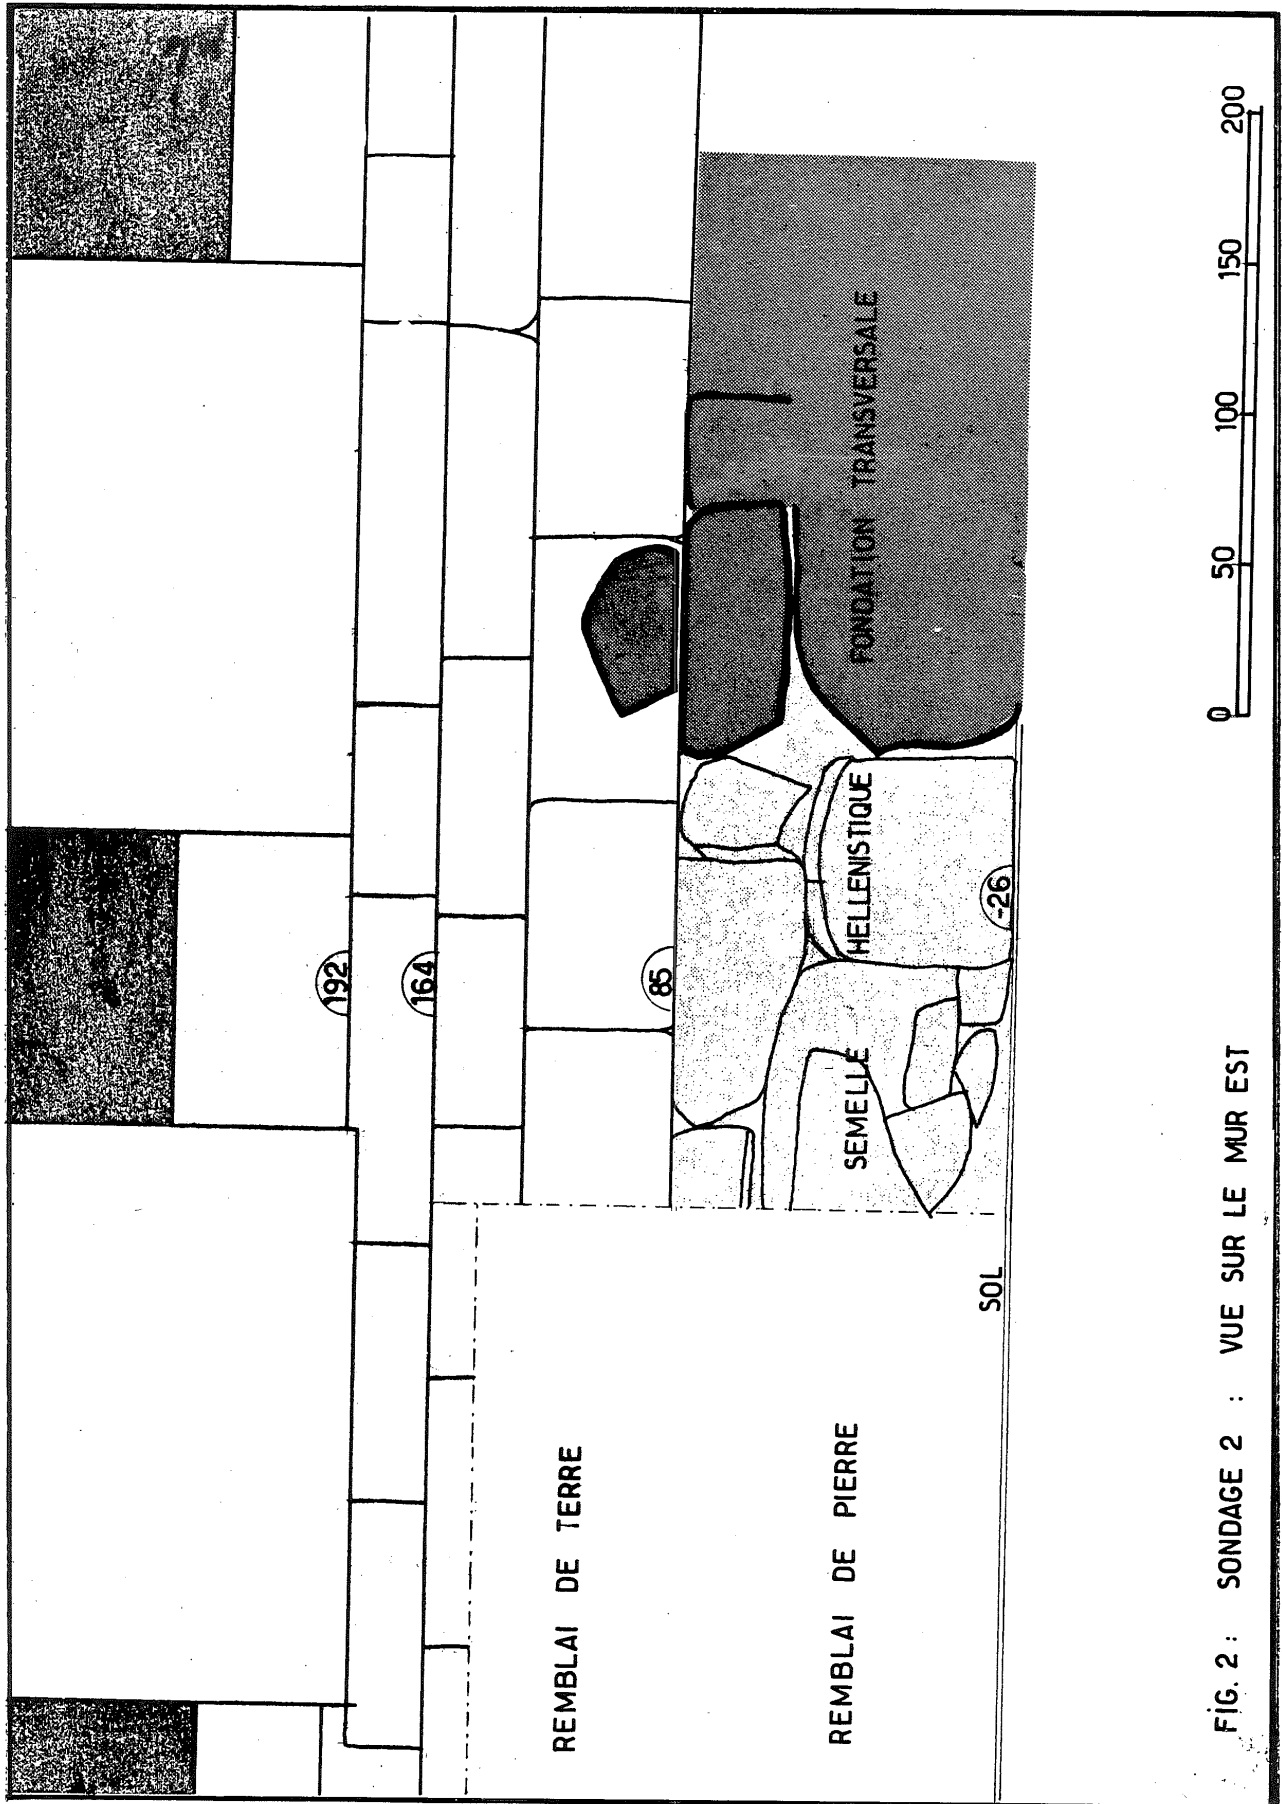 192
164
85
-26
FONDATION TRANSVERSALE
SEMELLE HELLENISTIQUE
REMBLAI DE TERRE
REMBLAI DE PIERRE
SOL
0 50 100 150 200
FIG. 2 : SONDAGE 2 : VUE SUR LE MUR EST